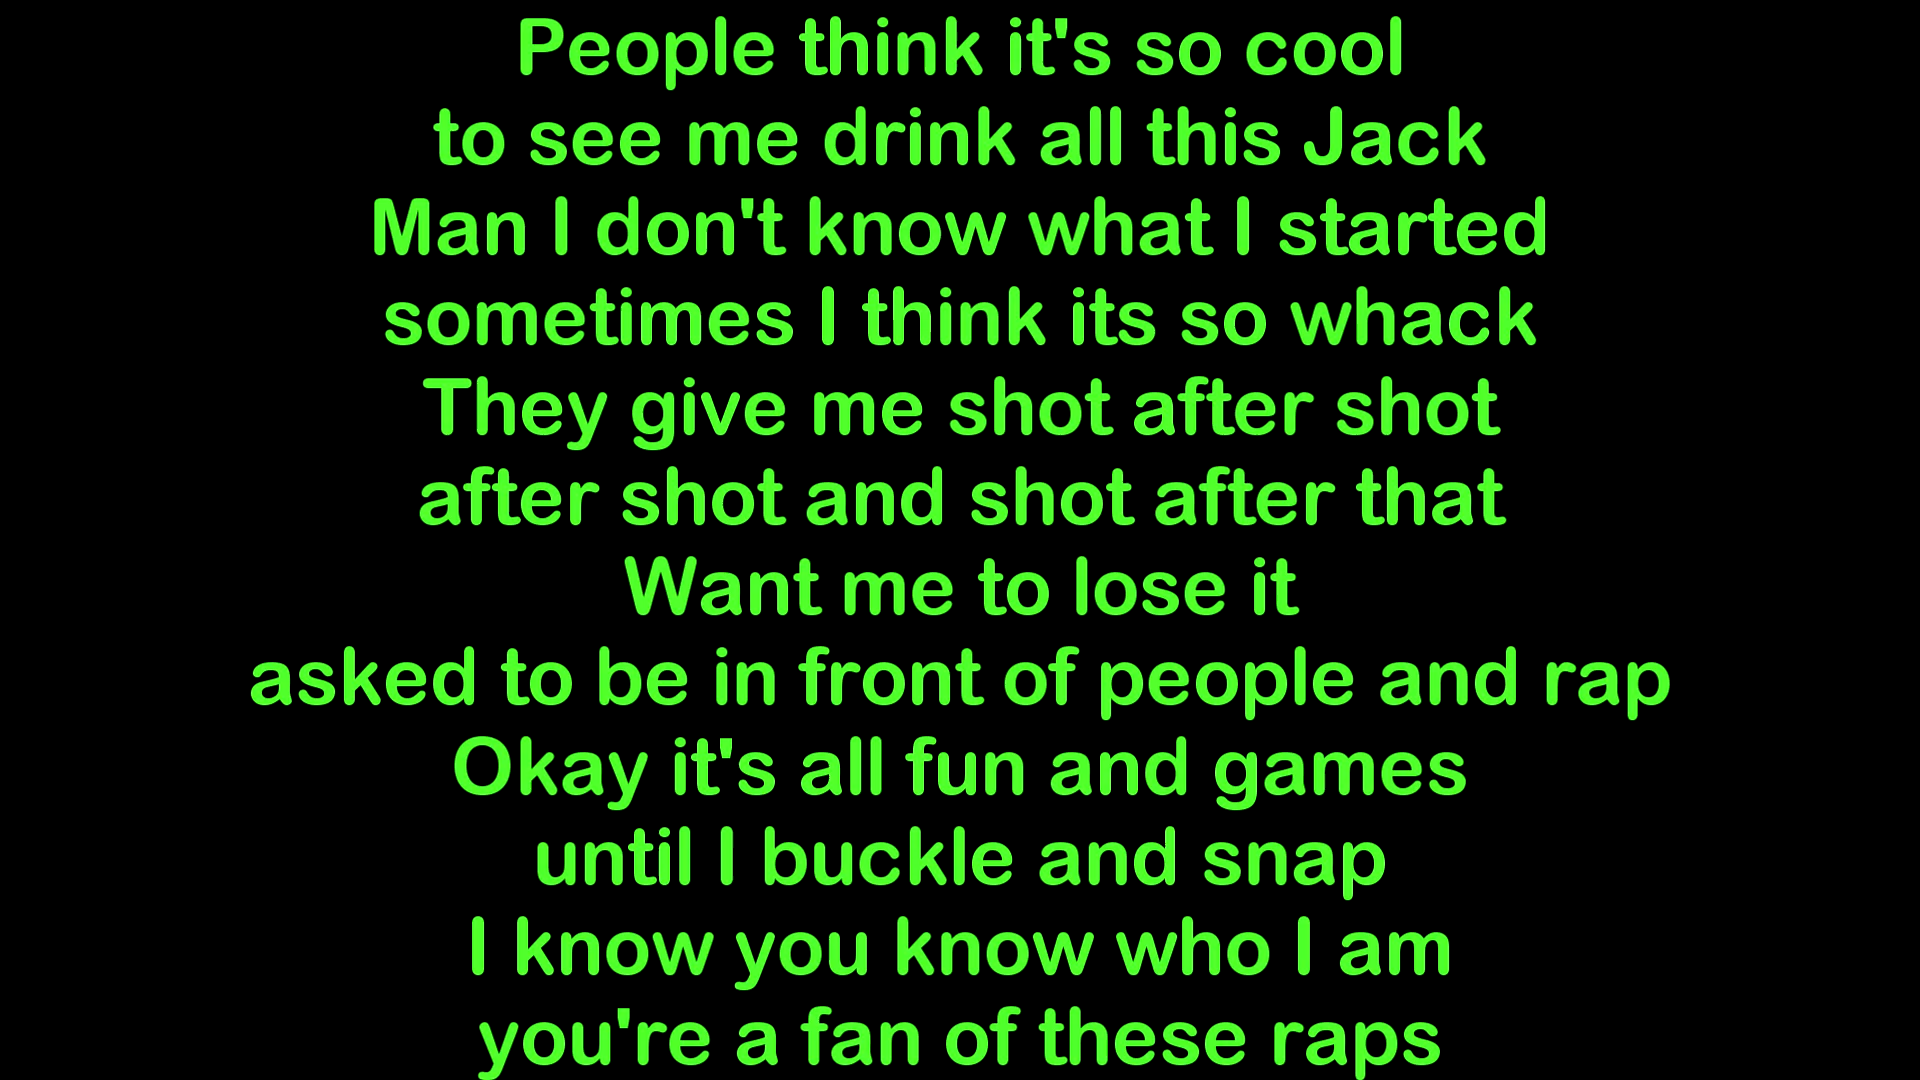 People think it's so cool
to see me drink all this Jack
Man I don't know what I started
sometimes I think its so whack
They give me shot after shot
after shot and shot after that
Want me to lose it
asked to be in front of people and rap
Okay it's all fun and games
until I buckle and snap
I know you know who I am
you're a fan of these raps